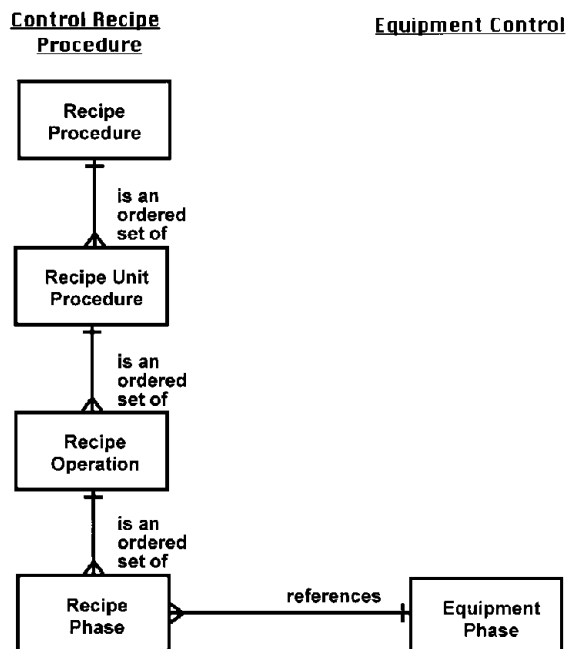 Control Recipe
Procedure
Equipment Control
Recipe
Procedure
is an
ordered
set of
Recipe Unit
Procedure
is an
ordered
set of
Recipe
Operation
is an
ordered
set of
Recipe
Phase
references
Equipment
Phase